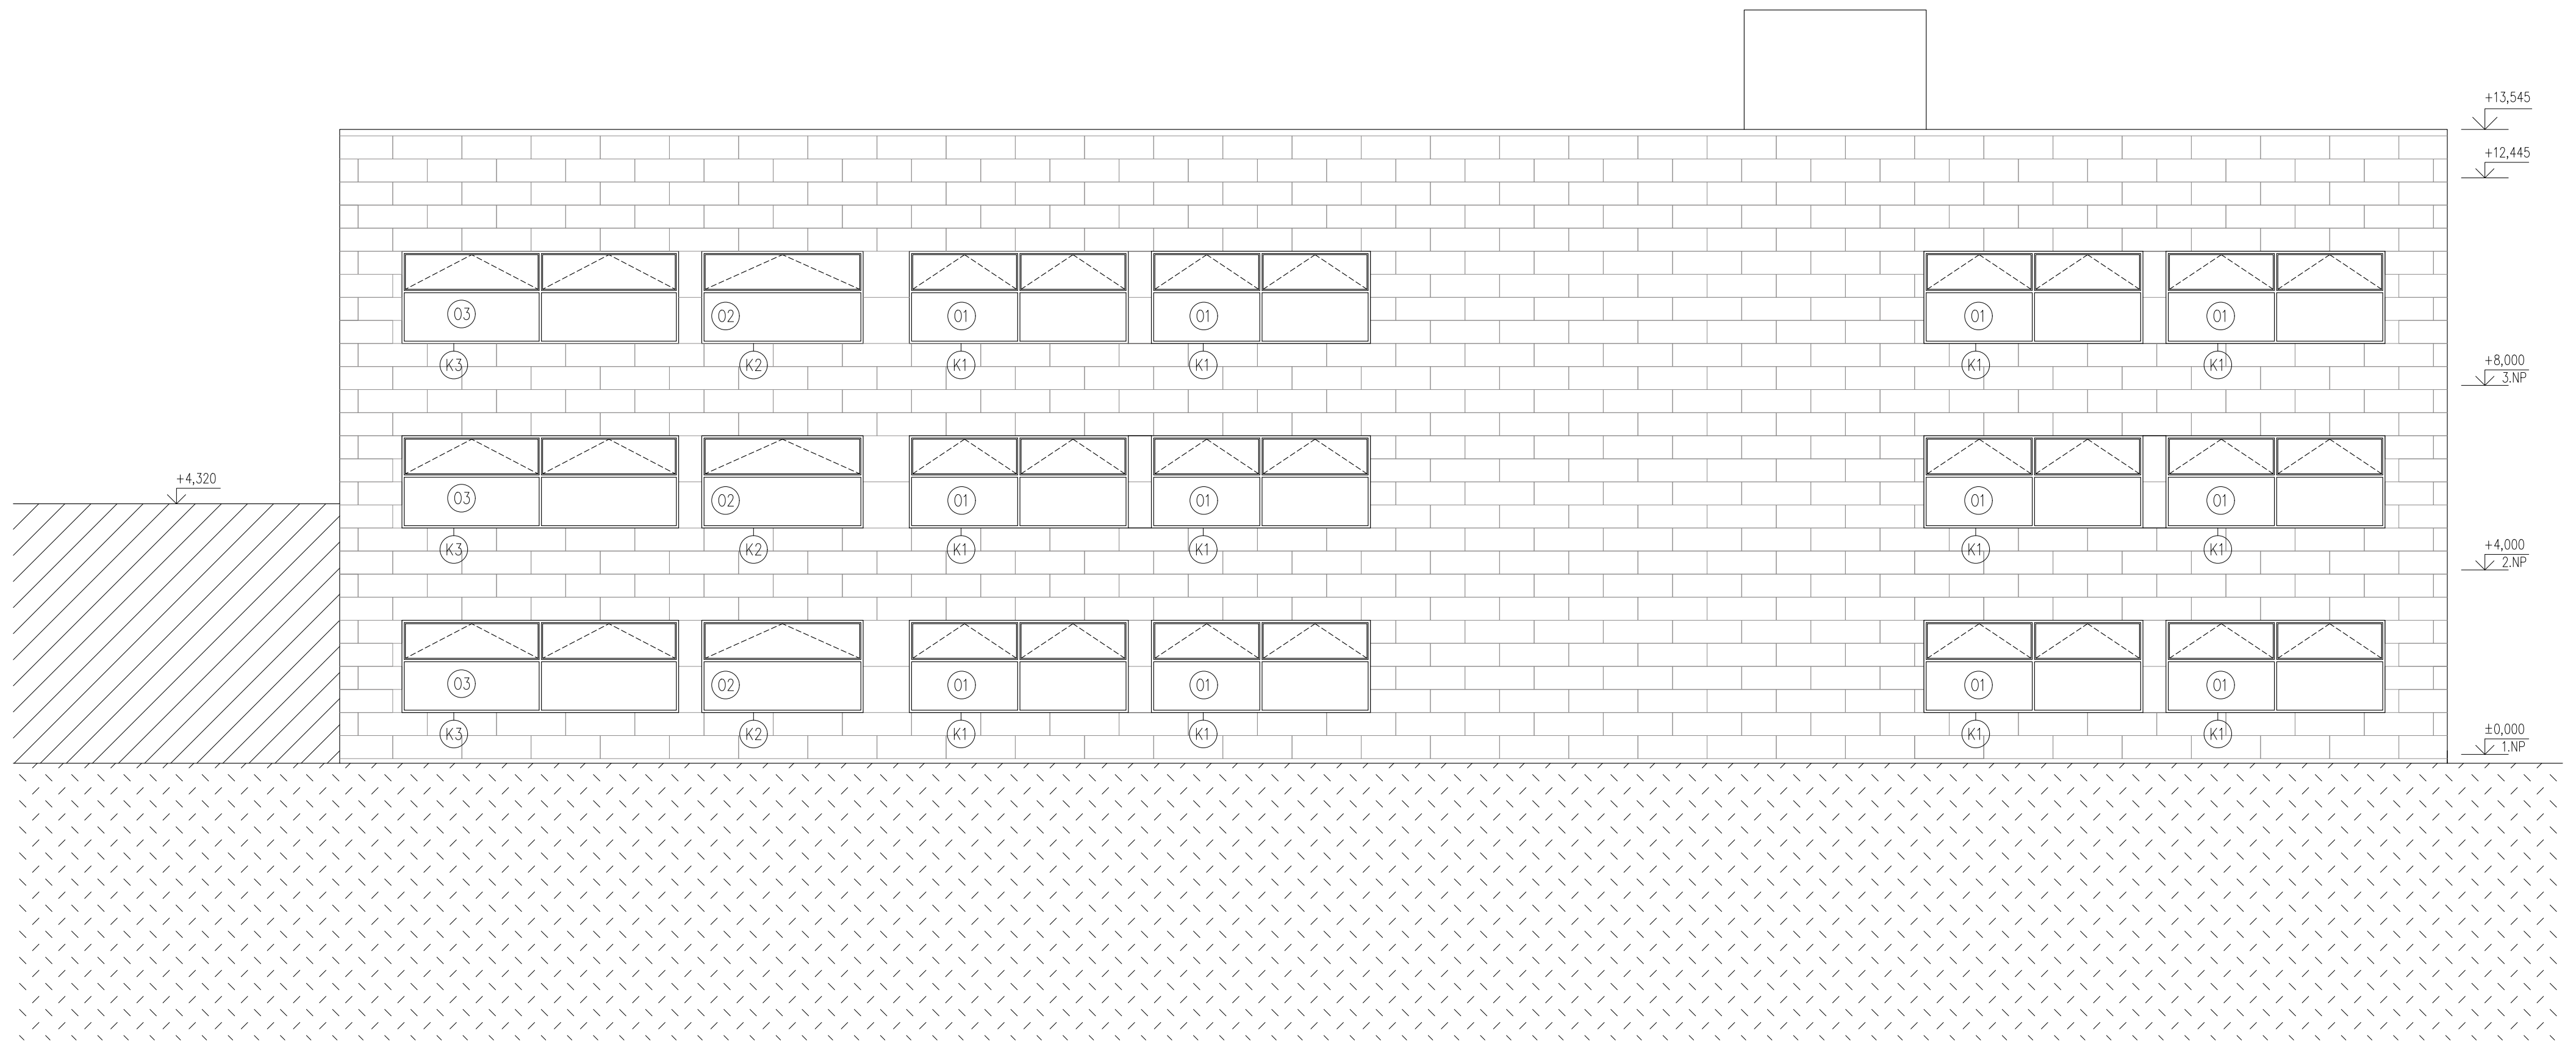 +13,545
+12,445
03 02 01 01 01 01
K3 K2 K1 K1 K1 K1
+8,000
3.NP
03 02 01 01 01 01
+4,320
K3 K2 K1 K1 K1 K1
+4,000
2.NP
03 02 01 01 01 01
K3 K2 K1 K1 K1 K1
±0,000
1.NP